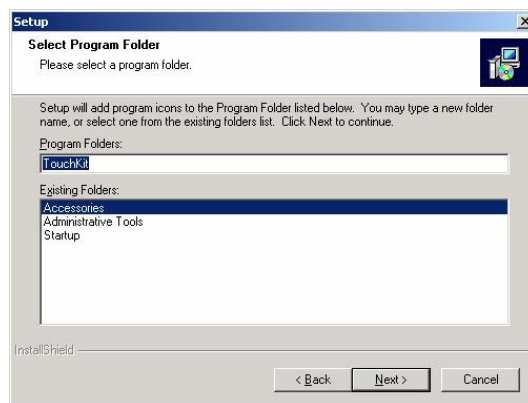 Setup
Select Program Folder
Please select a program folder.
Setup will add program icons to the Program Folder listed below. You may type a new folder
name, or select one from the existing folders list. Click Next to continue.
Program Folders:
TouchKit
Existing Folders:
Accessories
Administrative Tools
Startup
InstallShield
< Back Next > Cancel